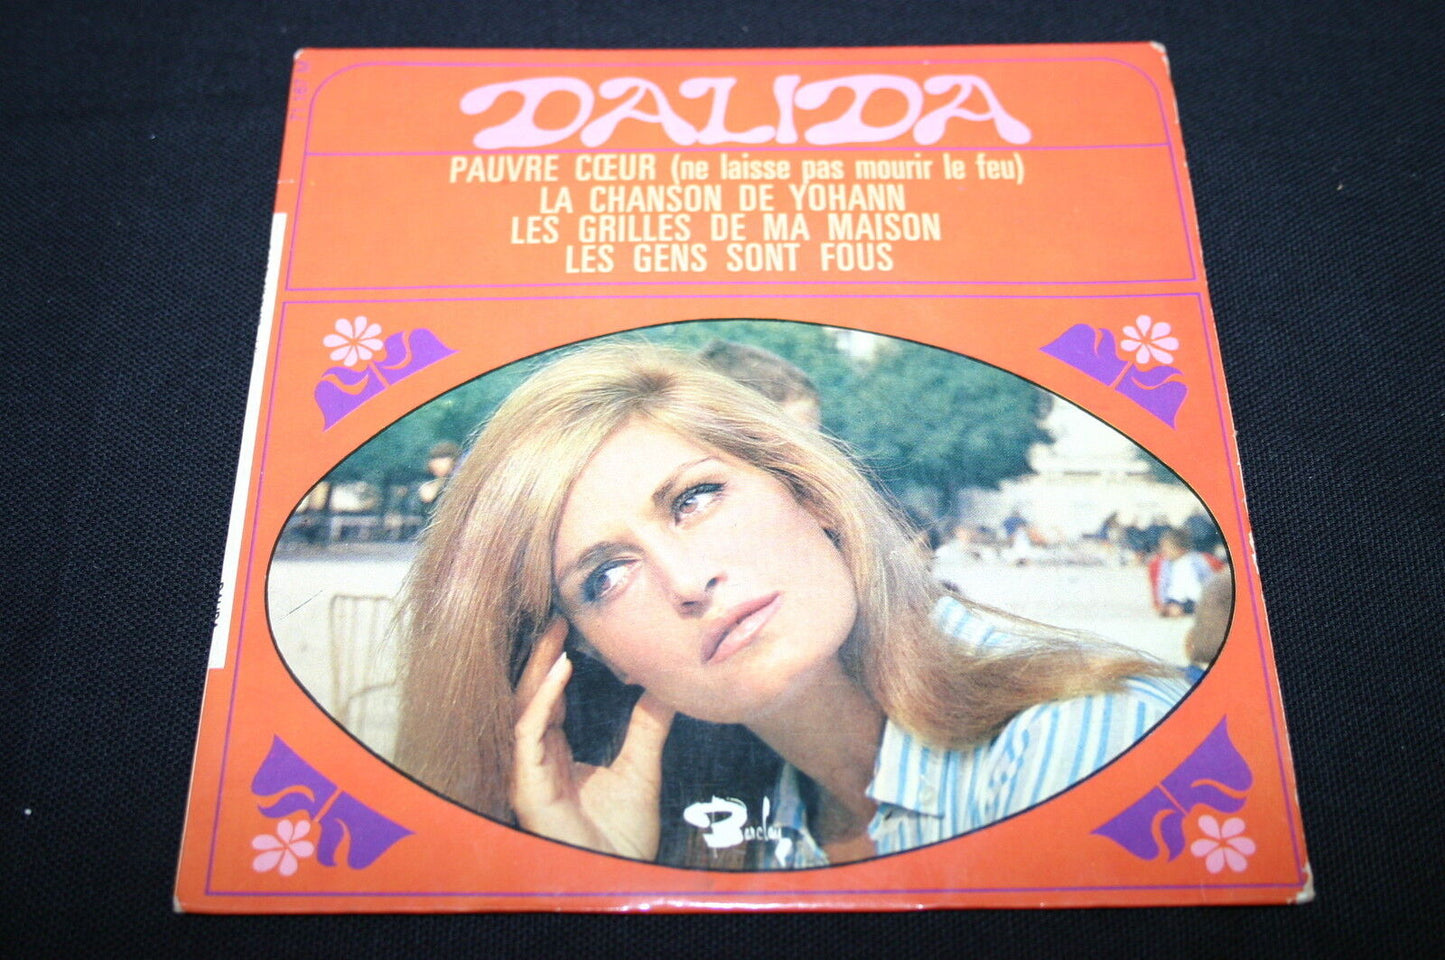 DALIDA
PAUVRE CŒUR (ne laisse pas mourir le feu)
LA CHANSON DE YOHANN
LES GRILLES DE MA MAISON
LES GENS SONT FOUS
Barclay